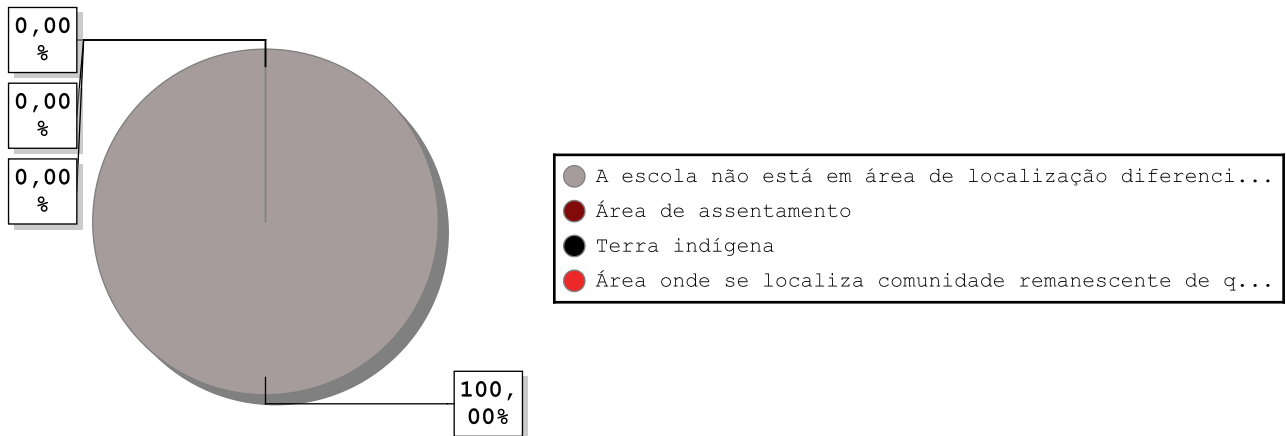 0,00
%
0,00
%
0,00
%
A escola não está em área de localização diferenci...
Área de assentamento
Terra indígena
Área onde se localiza comunidade remanescente de q...
100,
00%